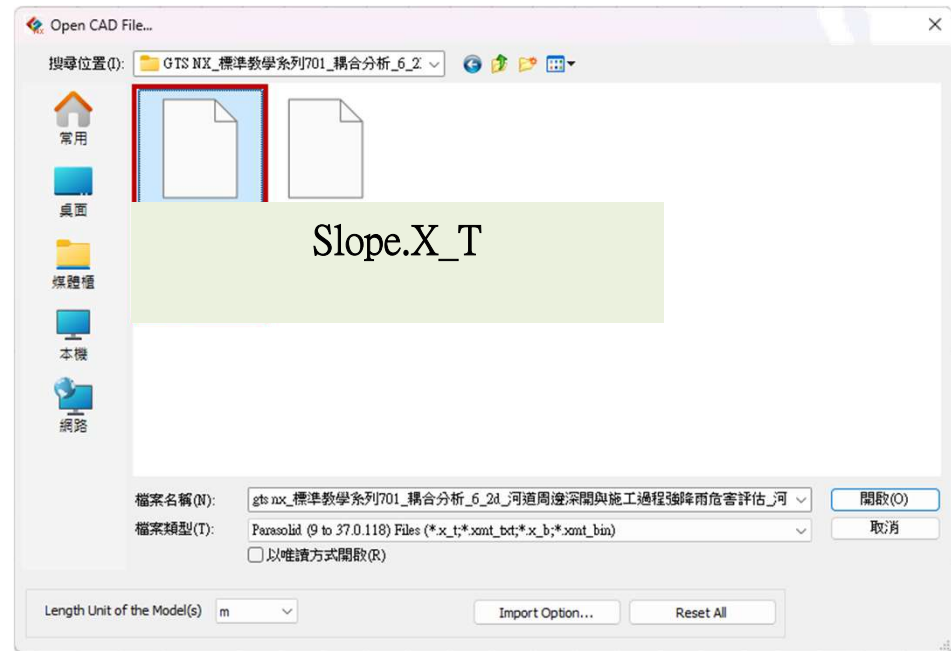 Open CAD File...
搜尋位置(I):
GTS NX_標準教學系列701_耦合分析_6_2
常用
桌面
媒體櫃
本機
網路
Slope.X_T
檔案名稱(N):
gts nx_標準教學系列701_耦合分析_6_2d_河道周邊深開與施工過程強降雨危害評估_河
開啟(O)
檔案類型(T):
Parasolid (9 to 37.0.118) Files (*.x_t;*.xmt_txt;*.x_b;*.xmt_bin)
取消
以唯讀方式開啟(R)
Length Unit of the Model(s)
m
Import Option...
Reset All